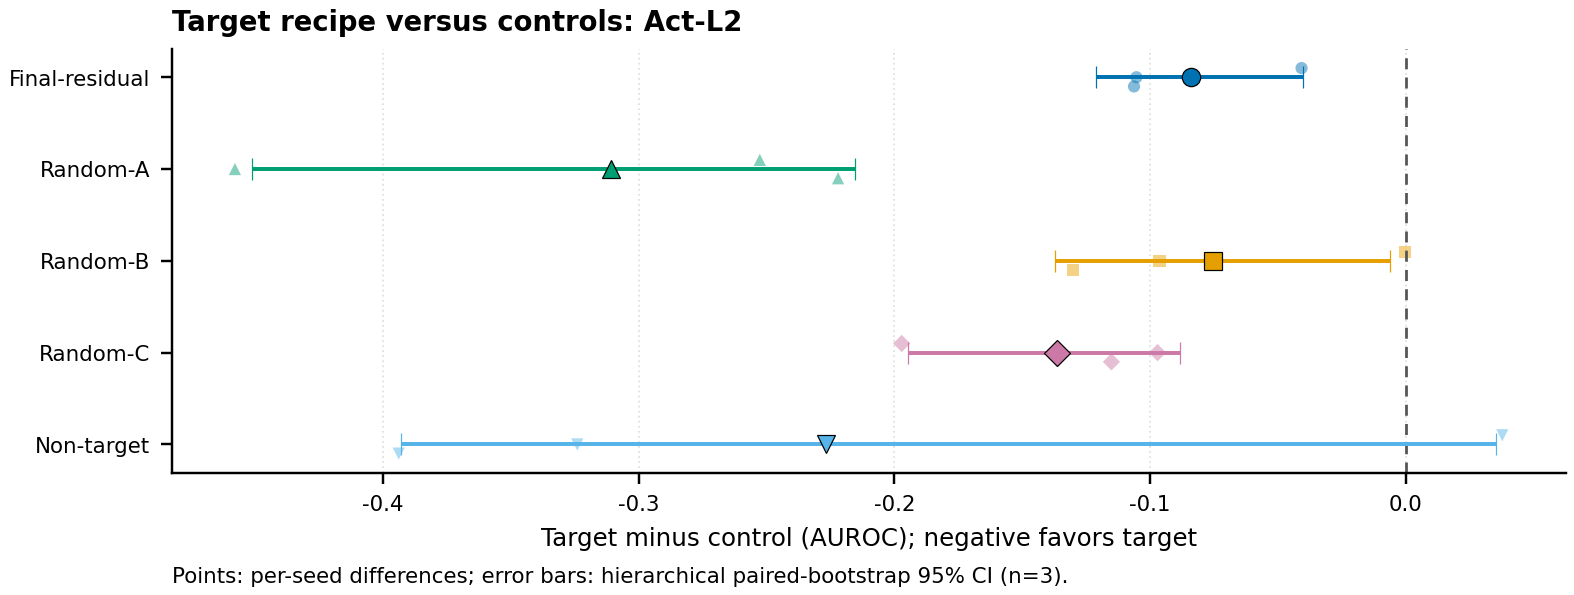 Target recipe versus controls: Act-L2
Final-residual
Random-A
Random-B
Random-C
Non-target
-0.4 -0.3 -0.2 -0.1 0.0
Target minus control (AUROC); negative favors target
Points: per-seed differences; error bars: hierarchical paired-bootstrap 95% CI (n=3).